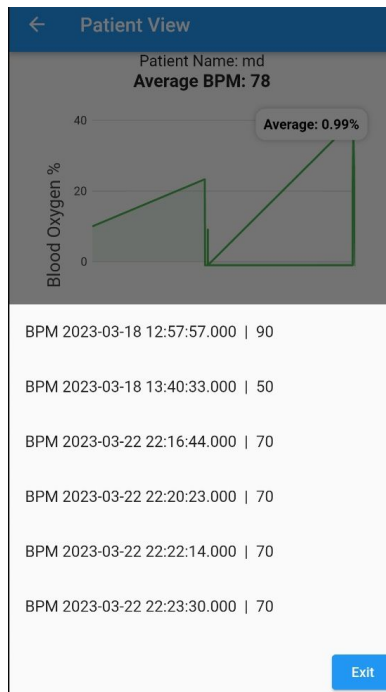 Patient View
Patient Name: md
Average BPM: 78
Average: 0.99%
40
20
0
Blood Oxygen %
BPM 2023-03-18 12:57:57.000 | 90
BPM 2023-03-18 13:40:33.000 | 50
BPM 2023-03-22 22:16:44.000 | 70
BPM 2023-03-22 22:20:23.000 | 70
BPM 2023-03-22 22:22:14.000 | 70
BPM 2023-03-22 22:23:30.000 | 70
Exit